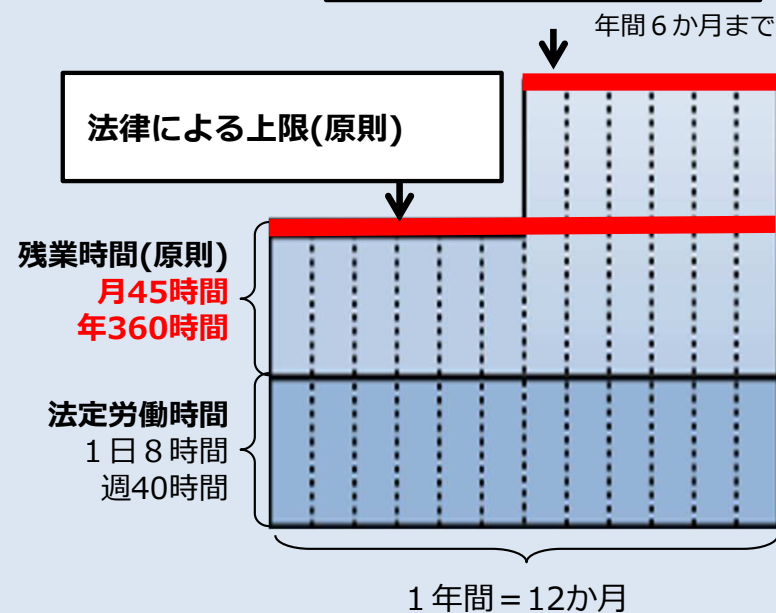 年間６か月まで
法律による上限(原則)
残業時間(原則)
月45時間
年360時間
法定労働時間
１日８時間
週40時間
１年間＝12か月